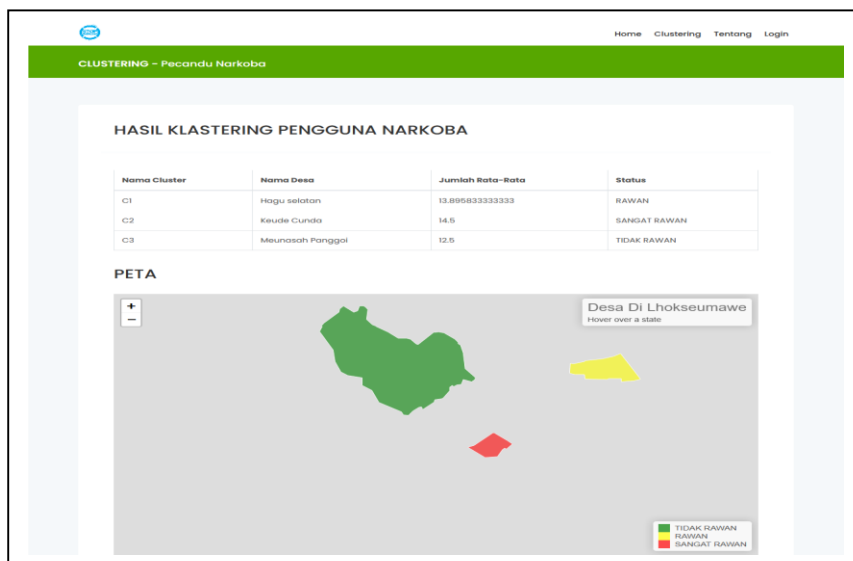 Home Clustering Tentang Login
CLUSTERING - Pecandu Narkoba
HASIL KLASTERING PENGGUNA NARKOBA
Nama Cluster Nama Desa Jumlah Rata-Rata Status
C1 Hagu selatan 13.895833333333 RAWAN
C2 Keude Cunda 14.5 SANGAT RAWAN
C3 Meunasah Panggoi 12.5 TIDAK RAWAN
PETA
+
−
Desa Di Lhokseumawe
Hover over a state
TIDAK RAWAN
RAWAN
SANGAT RAWAN